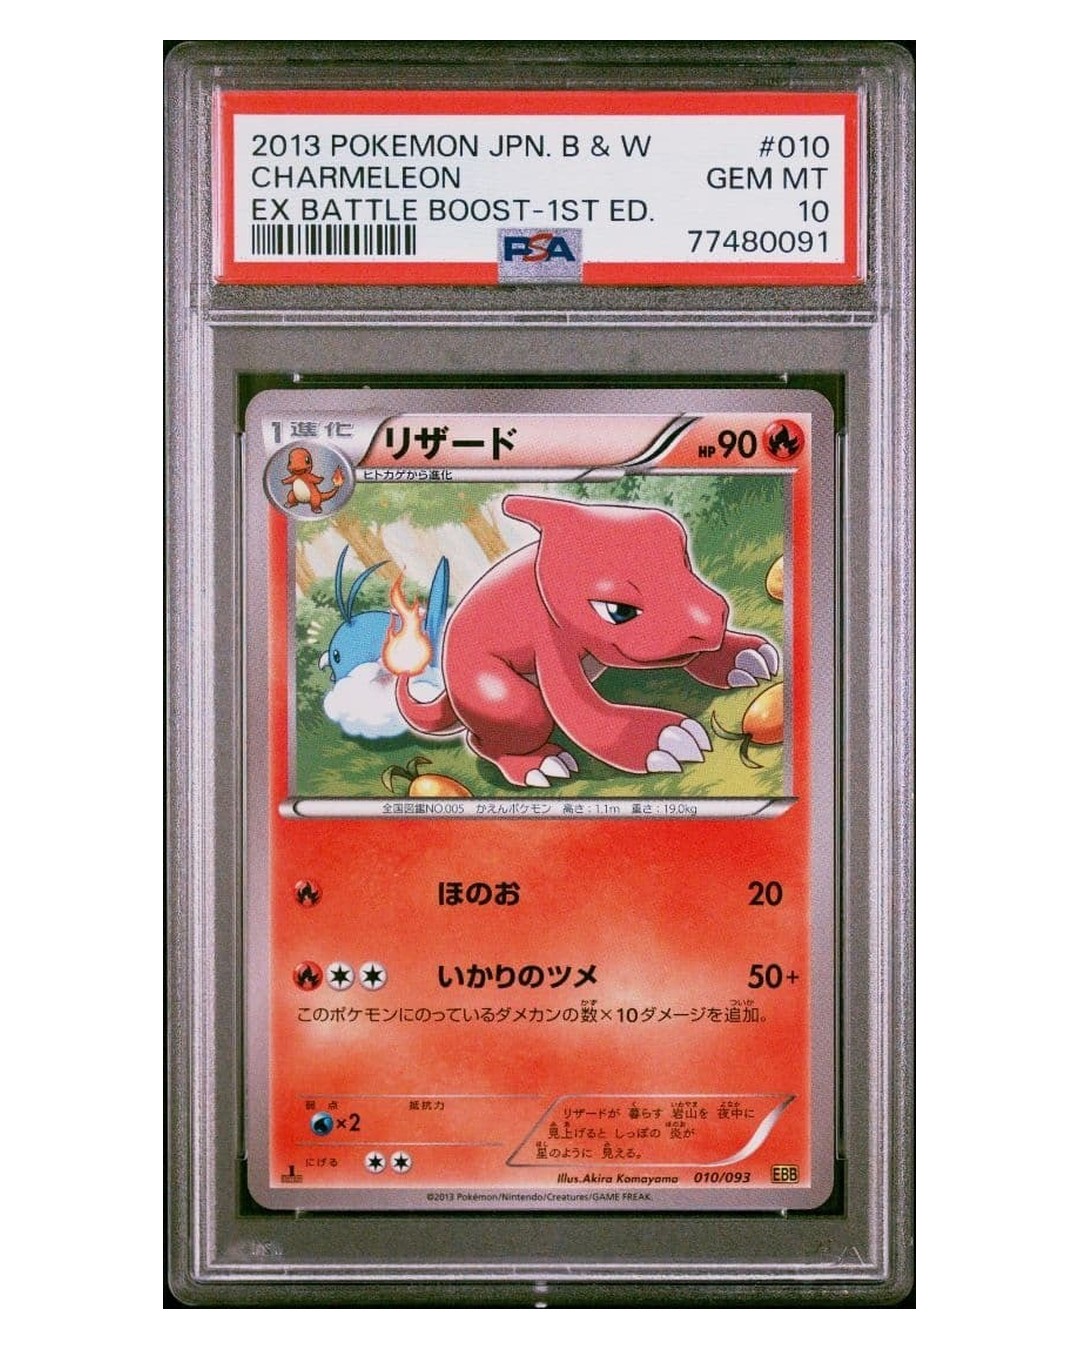 2013 POKEMON JPN. B & W #010
CHARMELEON GEM MT
EX BATTLE BOOST-1ST ED. 10
PSA 77480091
1進化 リザード HP90
ヒトカゲから進化
全国図鑑NO.005 かえんポケモン 高さ:1.1m 重さ:19.0kg
ほのお 20
いかりのツメ 50+
このポケモンにのっているダメカンの数×10ダメージを追加。
弱点 抵抗力
×2
にげる
リザードが 暮らす 岩山を 夜中に
見上げると しっぽの 炎が
星のように 見える。
Illus.Akira Komayama 010/093 EBB
©2013 Pokémon/Nintendo/Creatures/GAME FREAK.